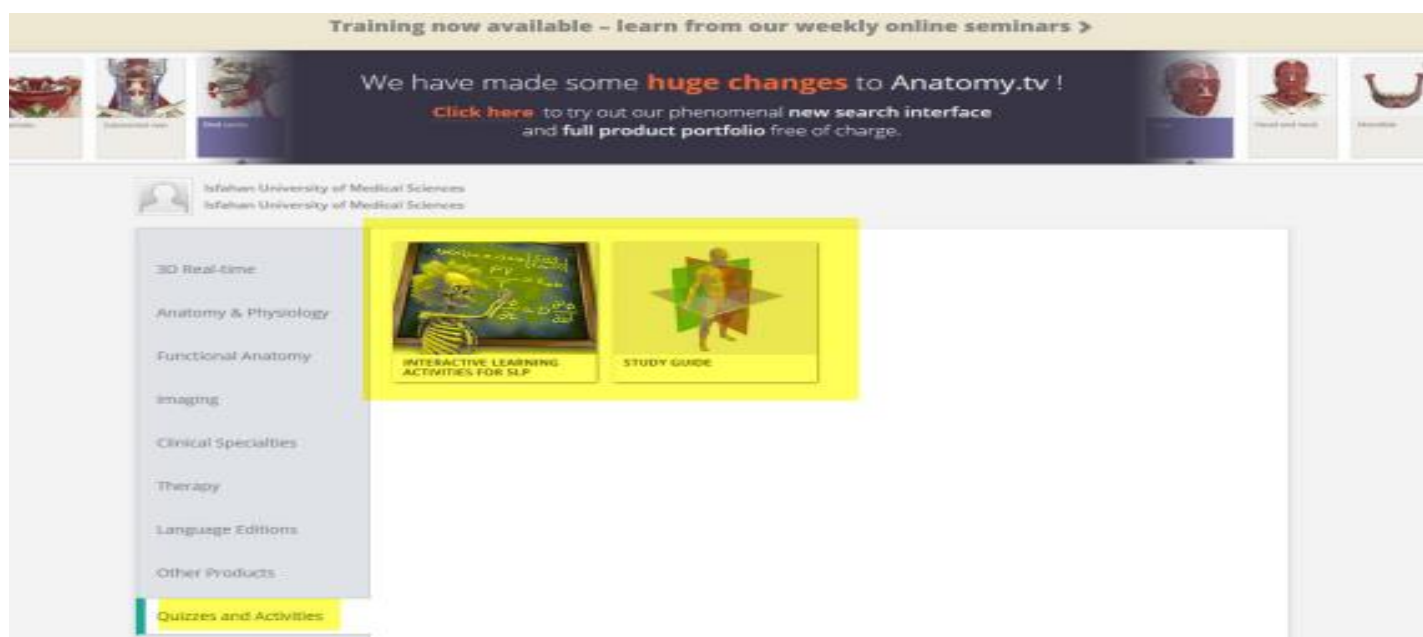 Training now available – learn from our weekly online seminars >
We have made some huge changes to Anatomy.tv !
Click here to try out our phenomenal new search interface
and full product portfolio free of charge.
Head and neck
Mandible
Isfahan University of Medical Sciences
Isfahan University of Medical Sciences
3D Real-time
Anatomy & Physiology
Functional Anatomy
Imaging
Clinical Specialties
Therapy
Language Editions
Other Products
Quizzes and Activities
INTERACTIVE LEARNING
ACTIVITIES FOR SLP
STUDY GUIDE